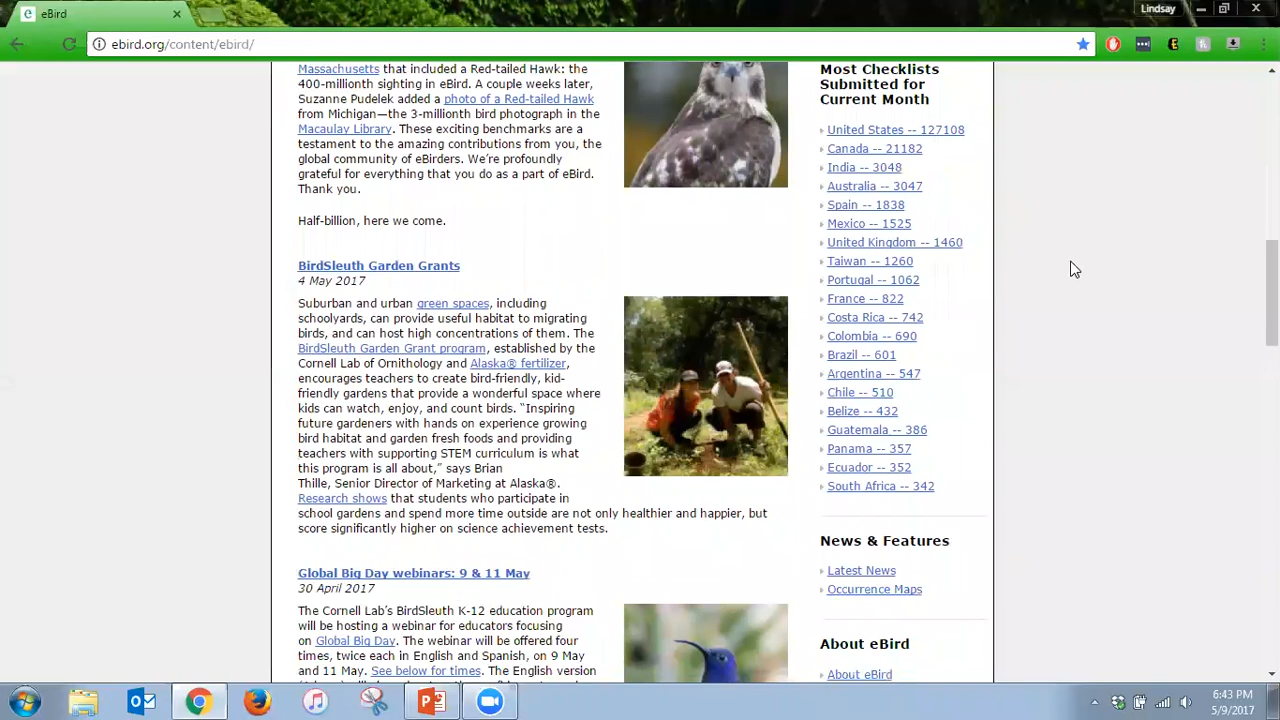 eBird
Lindsay
ebird.org/content/ebird/
Massachusetts that included a Red-tailed Hawk: the
400-millionth sighting in eBird. A couple weeks later,
Suzanne Pudelek added a photo of a Red-tailed Hawk
from Michigan—the 3-millionth bird photograph in the
Macaulay Library. These exciting benchmarks are a
testament to the amazing contributions from you, the
global community of eBirders. We're profoundly
grateful for everything that you do as a part of eBird.
Thank you.
Half-billion, here we come.
BirdSleuth Garden Grants
4 May 2017
Suburban and urban green spaces, including
schoolyards, can provide useful habitat to migrating
birds, and can host high concentrations of them. The
BirdSleuth Garden Grant program, established by the
Cornell Lab of Ornithology and Alaska® fertilizer,
encourages teachers to create bird-friendly, kid-
friendly gardens that provide a wonderful space where
kids can watch, enjoy, and count birds. “Inspiring
future gardeners with hands on experience growing
bird habitat and garden fresh foods and providing
teachers with supporting STEM curriculum is what
this program is all about,” says Brian
Thille, Senior Director of Marketing at Alaska®.
Research shows that students who participate in
school gardens and spend more time outside are not only healthier and happier, but
score significantly higher on science achievement tests.
Global Big Day webinars: 9 & 11 May
30 April 2017
The Cornell Lab's BirdSleuth K-12 education program
will be hosting a webinar for educators focusing
on Global Big Day. The webinar will be offered four
times, twice each in English and Spanish, on 9 May
and 11 May. See below for times. The English version
Most Checklists
Submitted for
Current Month
United States -- 127108
Canada -- 21182
India -- 3048
Australia -- 3047
Spain -- 1838
Mexico -- 1525
United Kingdom -- 1460
Taiwan -- 1260
Portugal -- 1062
France -- 822
Costa Rica -- 742
Colombia -- 690
Brazil -- 601
Argentina -- 547
Chile -- 510
Belize -- 432
Guatemala -- 386
Panama -- 357
Ecuador -- 352
South Africa -- 342
News & Features
Latest News
Occurrence Maps
About eBird
About eBird
6:43 PM
5/9/2017